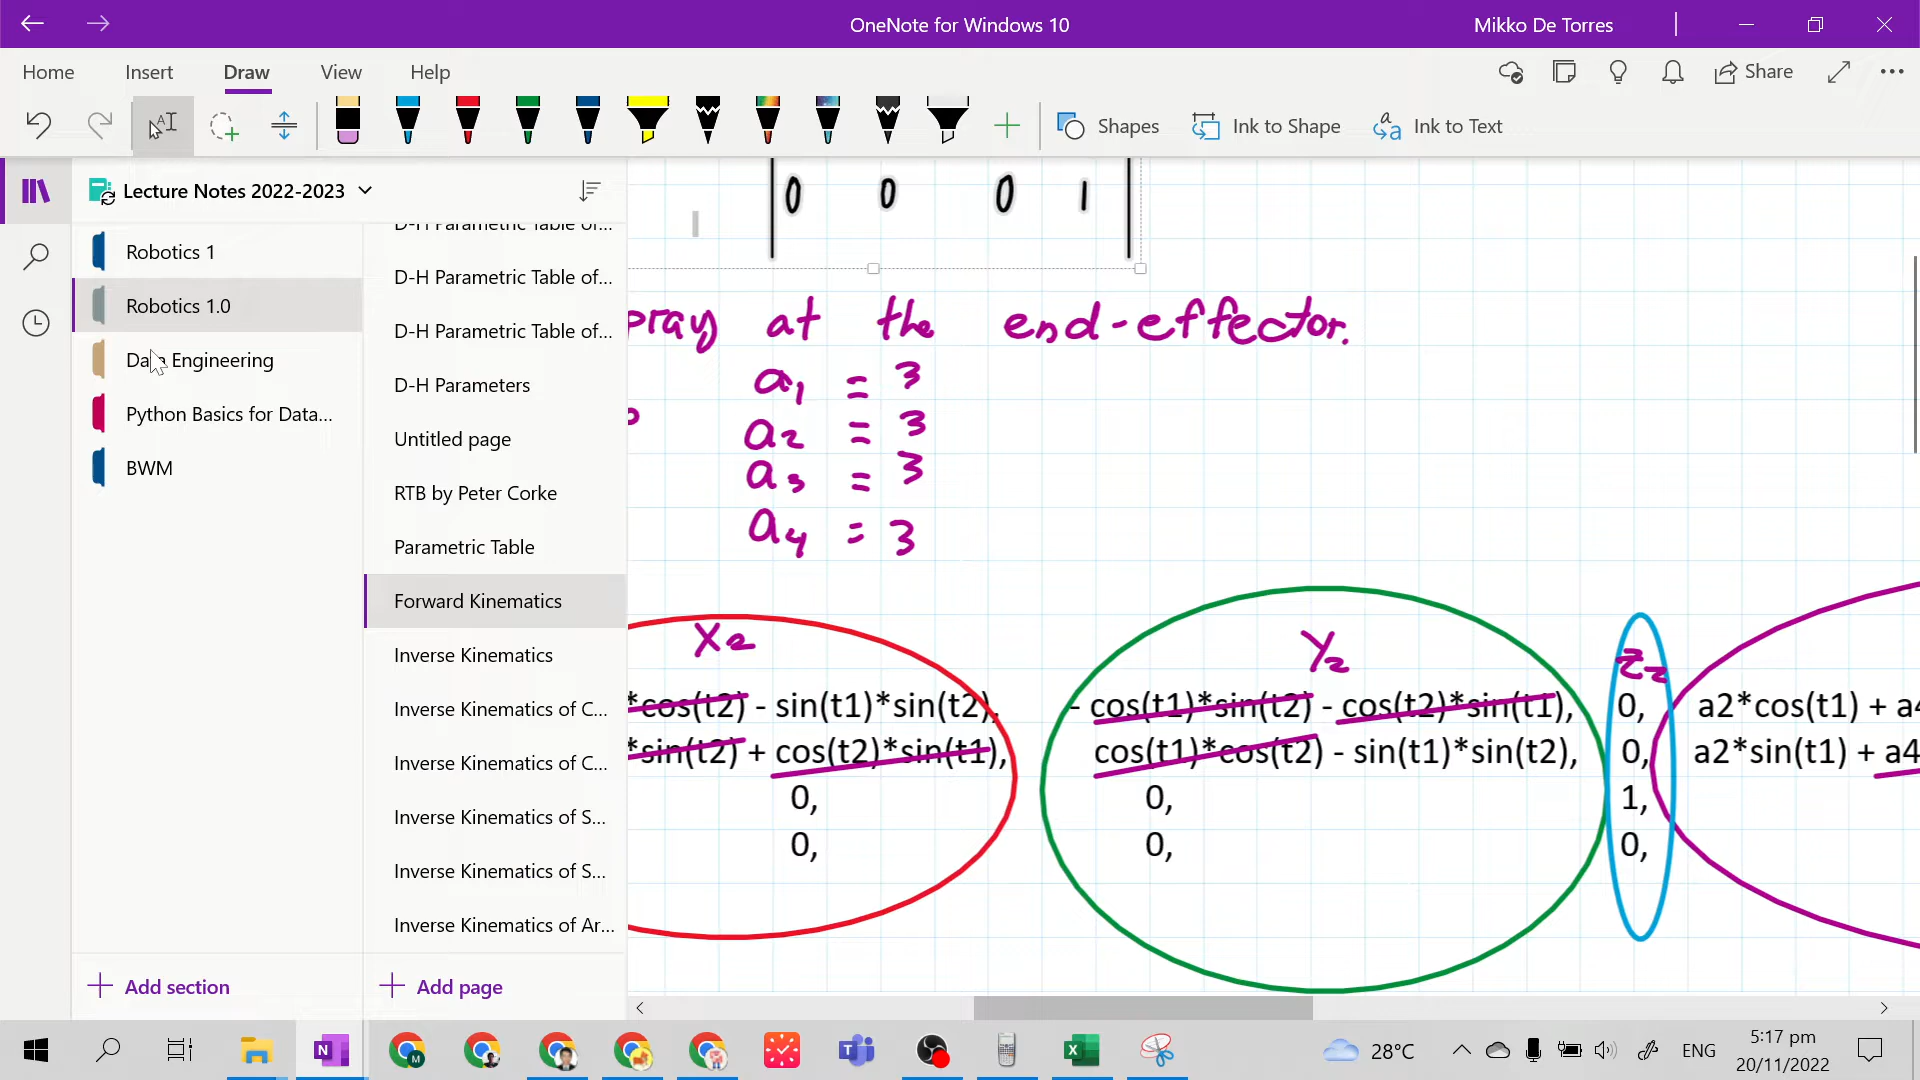 OneNote for Windows 10
Mikko De Torres
Home
Insert
Draw
View
Help
Share
Shapes
Ink to Shape
Ink to Text
Lecture Notes 2022-2023
Robotics 1
Robotics 1.0
Data Engineering
Python Basics for Data...
BWM
Add section
D-H Parametric Table of...
D-H Parametric Table of...
D-H Parametric Table of...
D-H Parameters
Untitled page
RTB by Peter Corke
Parametric Table
Forward Kinematics
Inverse Kinematics
Inverse Kinematics of C...
Inverse Kinematics of C...
Inverse Kinematics of S...
Inverse Kinematics of S...
Inverse Kinematics of Ar...
Add page
0 0 0 1
pray at the end-effector.
a1 = 3
a2 = 3
a3 = 3
a4 = 3
X2 Y2 Z2
*cos(t2) - sin(t1)*sin(t2), - cos(t1)*sin(t2) - cos(t2)*sin(t1), 0, a2*cos(t1) + a4
*sin(t2) + cos(t2)*sin(t1), cos(t1)*cos(t2) - sin(t1)*sin(t2), 0, a2*sin(t1) + a4
0, 0, 1,
0, 0, 0,
28°C
ENG
5:17 pm
20/11/2022